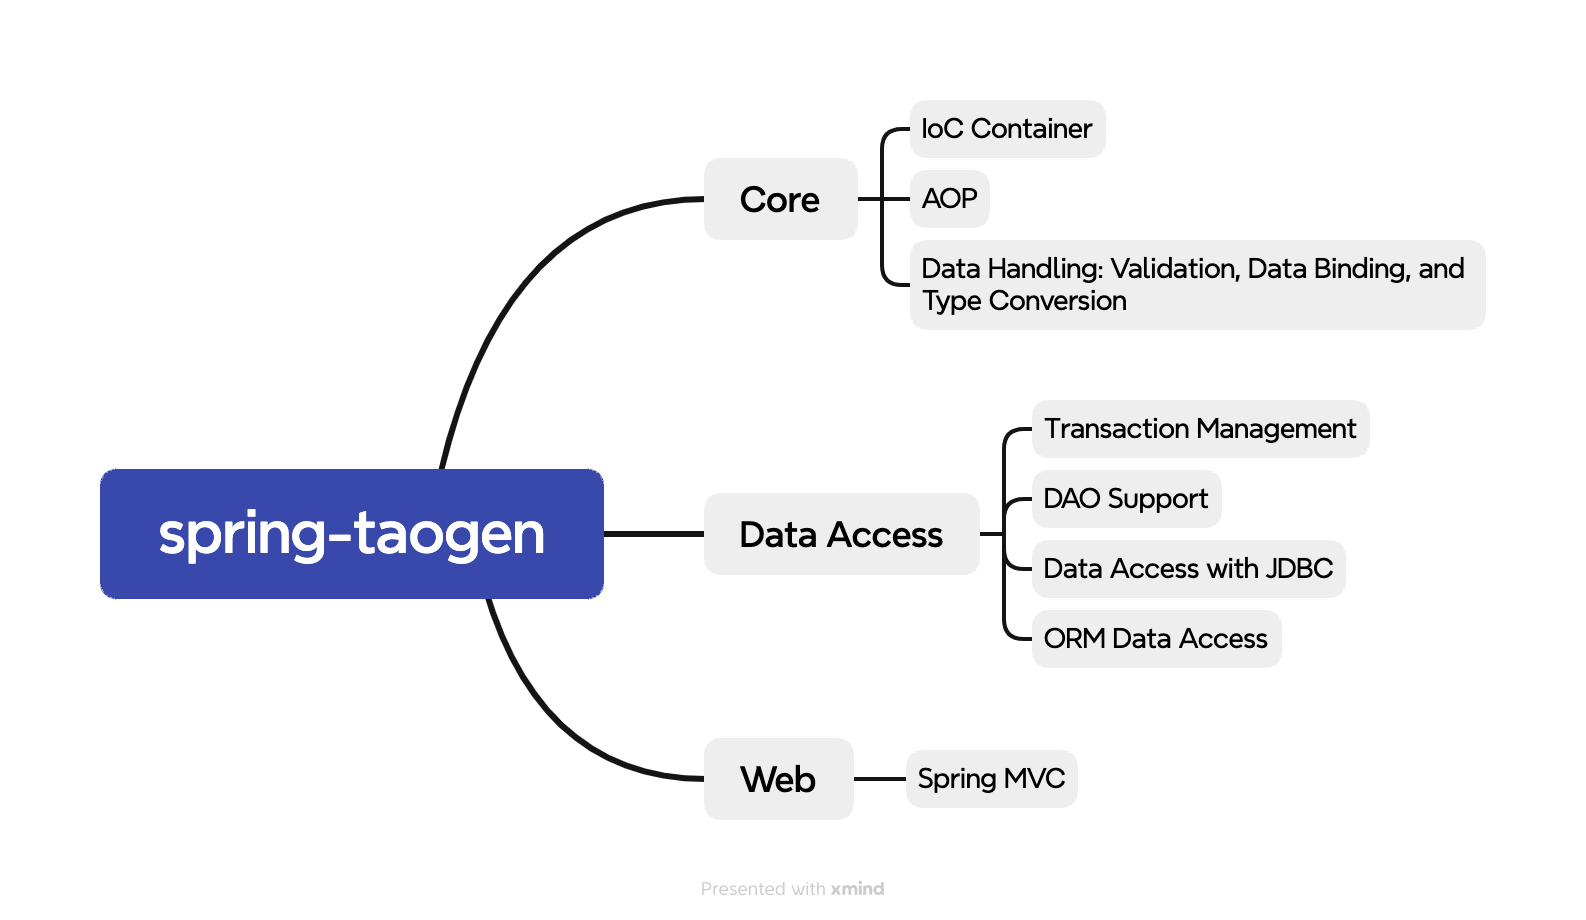 IoC Container
Core
AOP
Data Handling: Validation, Data Binding, and
Type Conversion
spring-taogen
Data Access
Transaction Management
DAO Support
Data Access with JDBC
ORM Data Access
Web
Spring MVC
Presented with xmind